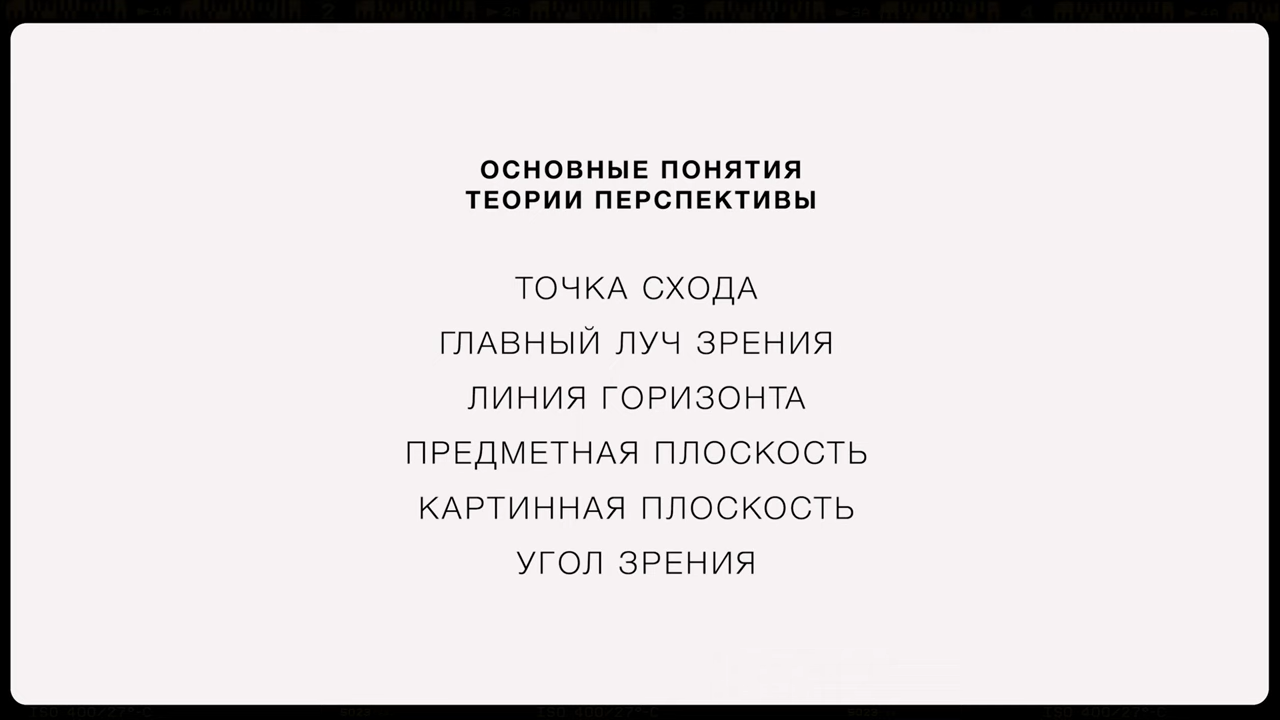 ОСНОВНЫЕ ПОНЯТИЯ
ТЕОРИИ ПЕРСПЕКТИВЫ
ТОЧКА СХОДА
ГЛАВНЫЙ ЛУЧ ЗРЕНИЯ
ЛИНИЯ ГОРИЗОНТА
ПРЕДМЕТНАЯ ПЛОСКОСТЬ
КАРТИННАЯ ПЛОСКОСТЬ
УГОЛ ЗРЕНИЯ